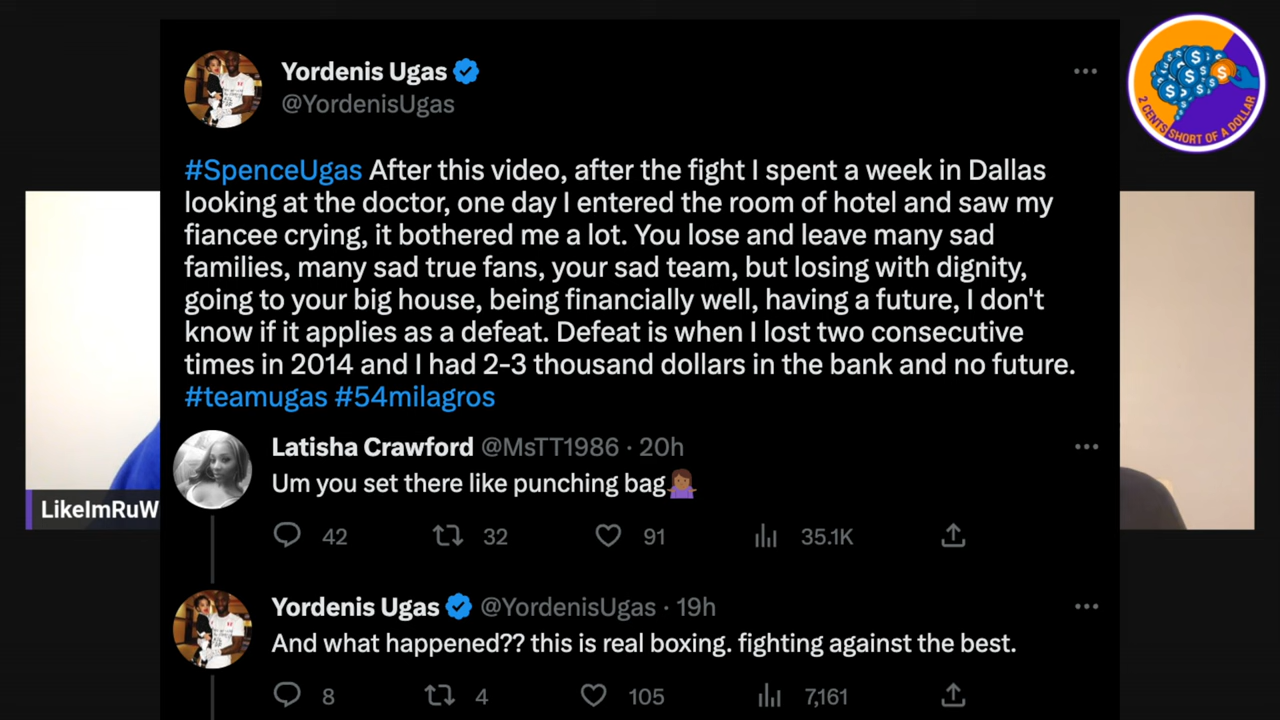 Yordenis Ugas
@YordenisUgas
#SpenceUgas After this video, after the fight I spent a week in Dallas
looking at the doctor, one day I entered the room of hotel and saw my
fiancee crying, it bothered me a lot. You lose and leave many sad
families, many sad true fans, your sad team, but losing with dignity,
going to your big house, being financially well, having a future, I don't
know if it applies as a defeat. Defeat is when I lost two consecutive
times in 2014 and I had 2-3 thousand dollars in the bank and no future.
#teamugas #54milagros
Latisha Crawford @MsTT1986 · 20h
Um you set there like punching bag🤷🏽‍♀️
42 32 91 35.1K
Yordenis Ugas @YordenisUgas · 19h
And what happened?? this is real boxing. fighting against the best.
8 4 105 7,161
LikeImRuW
2 CENTS SHORT OF A DOLLAR